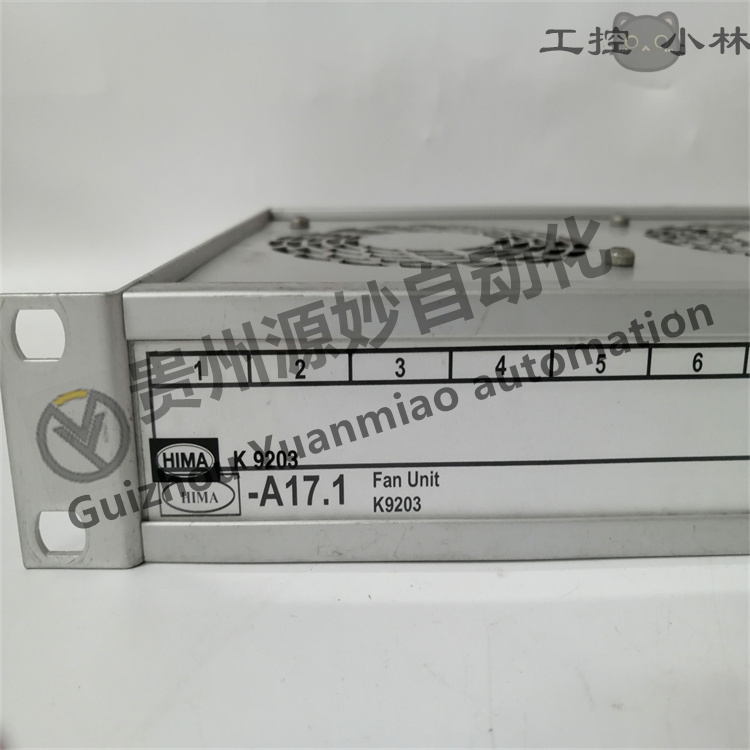 工控 小林
贵州源妙自动化
Guizhou Yuanmiao automation
1 2 3 4 5 6
HIMA K 9203
HIMA -A17.1 Fan Unit
K9203